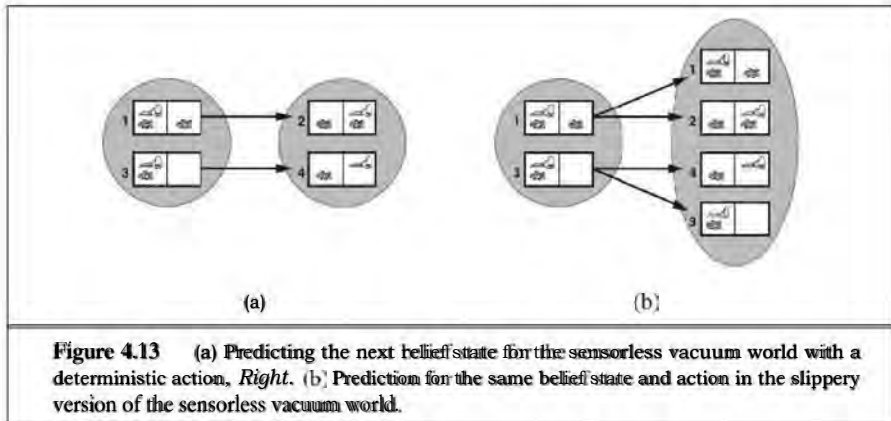 1
2
3
4
(a)
1
3
1
2
4
3
(b)
Figure 4.13 (a) Predicting the next belief state for the sensorless vacuum world with a
deterministic action, Right. (b) Prediction for the same belief state and action in the slippery
version of the sensorless vacuum world.